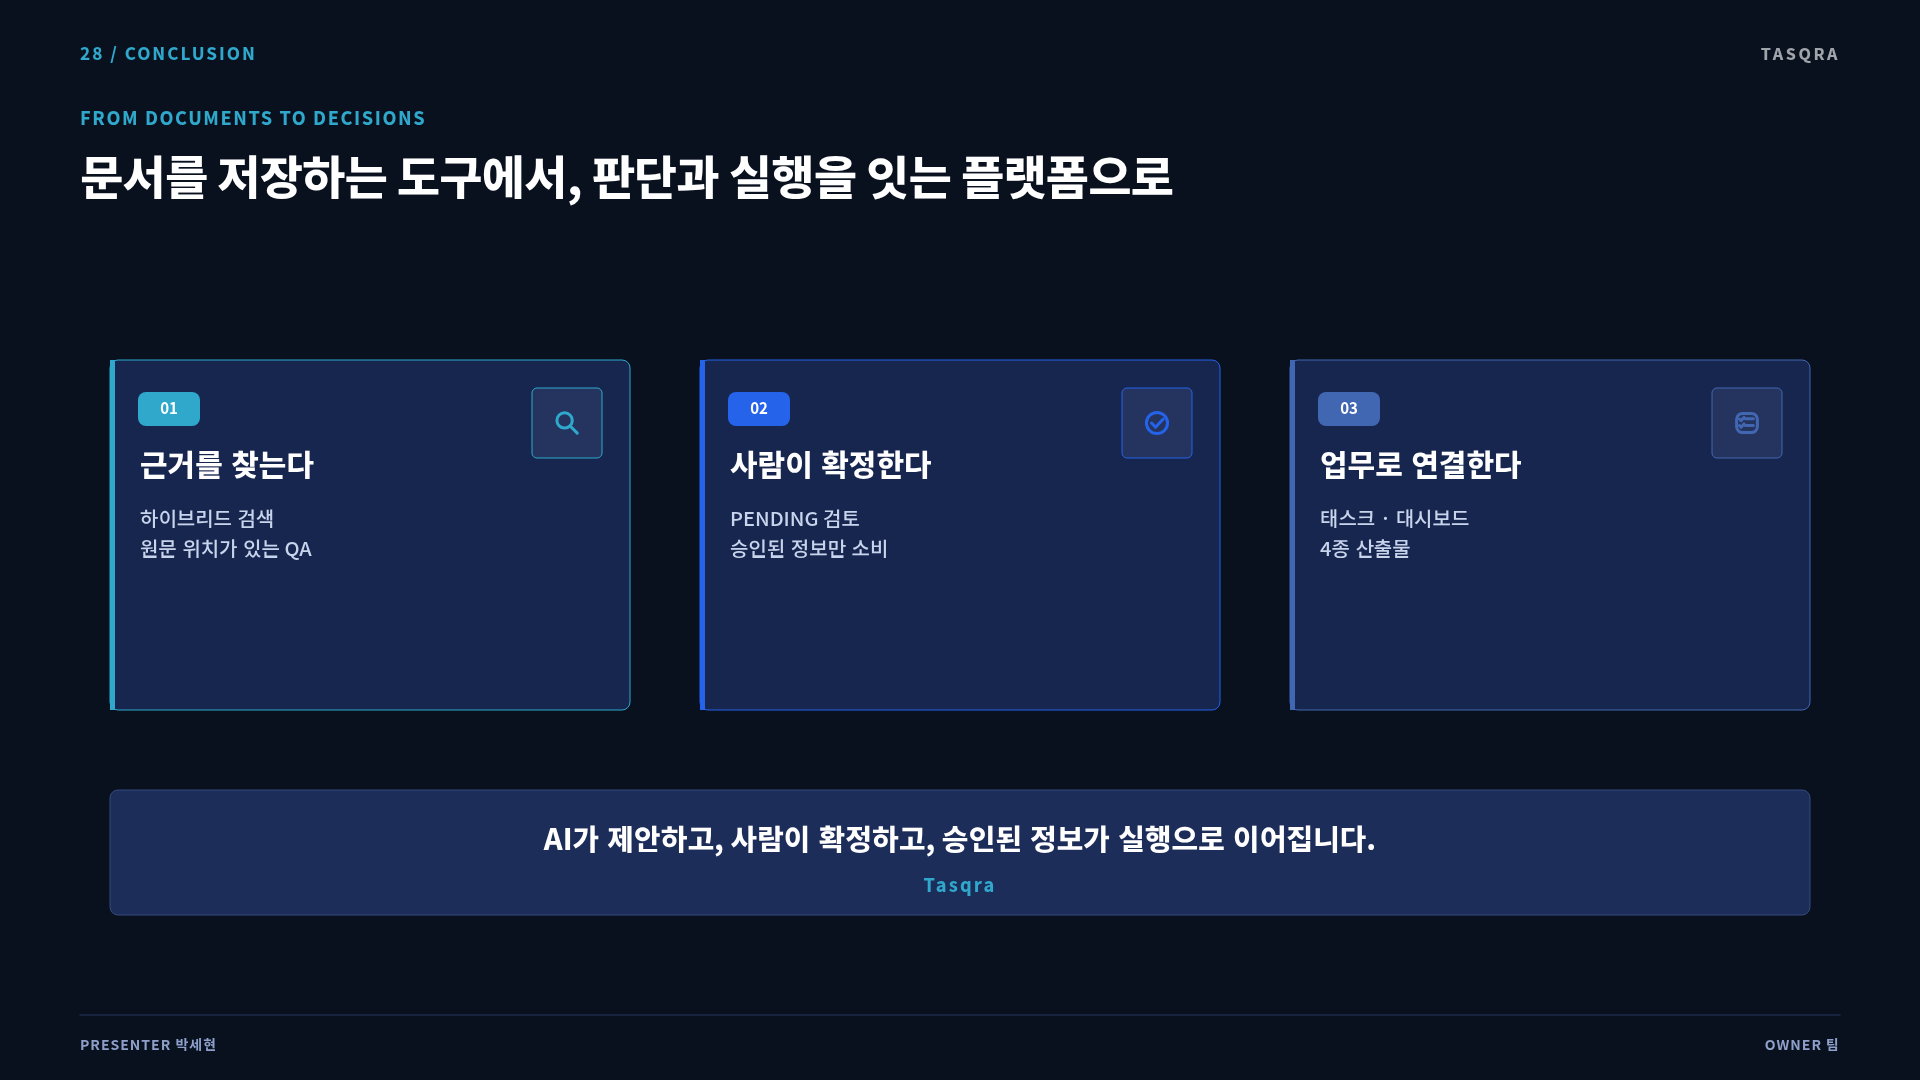 28 / CONCLUSION
TASQRA
FROM DOCUMENTS TO DECISIONS
문서를 저장하는 도구에서, 판단과 실행을 잇는 플랫폼으로
01
근거를 찾는다
하이브리드 검색
원문 위치가 있는 QA
02
사람이 확정한다
PENDING 검토
승인된 정보만 소비
03
업무로 연결한다
태스크 · 대시보드
4종 산출물
AI가 제안하고, 사람이 확정하고, 승인된 정보가 실행으로 이어집니다.
Tasqra
PRESENTER 박세현
OWNER 팀